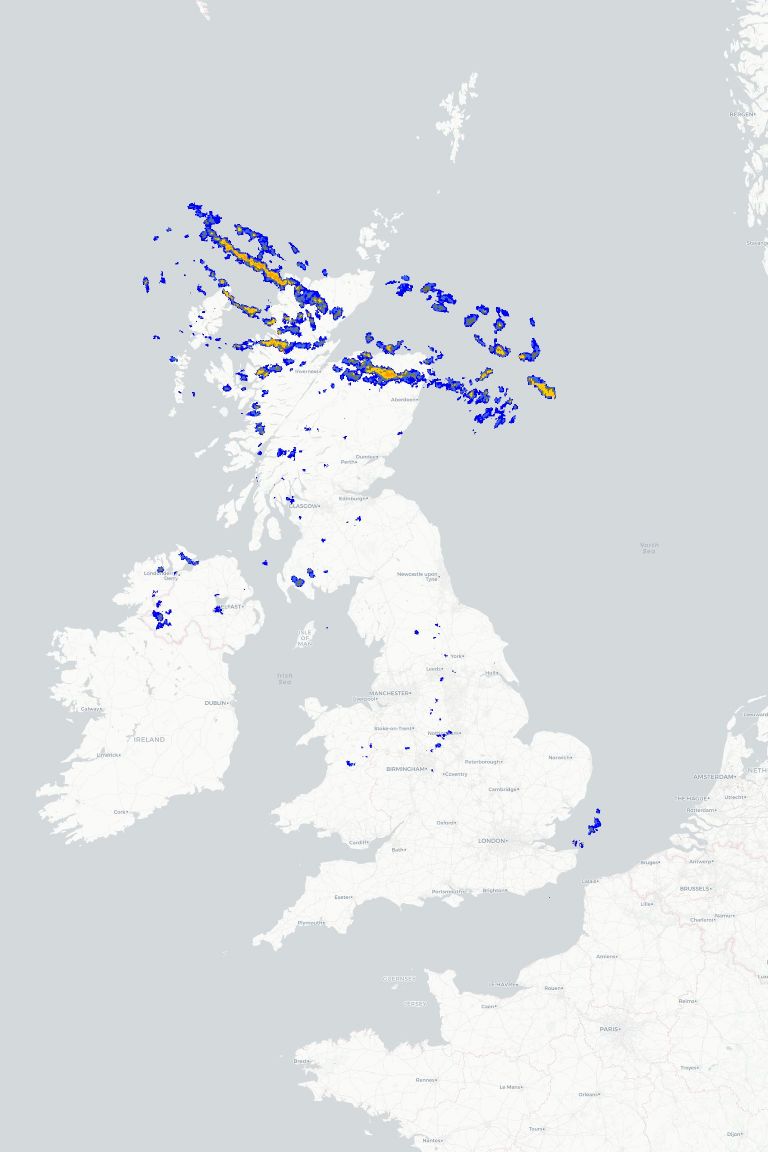 BERGEN
Inverness
Aberdeen
Dundee
Perth
Edinburgh
GLASGOW
North
Sea
Londonderry/
Derry
Newcastle upon
Tyne
ISLE
OF
MAN
York
Leeds
Hull
Irish
Sea
MANCHESTER
Liverpool
DUBLIN
Galway
Stoke-on-Trent
IRELAND
Limerick
Peterborough
Norwich
BIRMINGHAM
Coventry
AMSTERDAM
NETH
Cambridge
THE HAGUE
Utrecht
Rotterdam
Cork
Oxford
Cardiff
Bath
LONDON
Bruges
Antwerp
Calais
BRUSSELS
Portsmouth
Brighton
Exeter
Lille
Charleroi
Namur
Plymouth
Amiens
GUERNSEY
LE HAVRE
Rouen
JERSEY
Caen
Reims
PARIS
Brest
Troyes
Rennes
Le Mans
Orléans
Tours
Dijon
Nantes